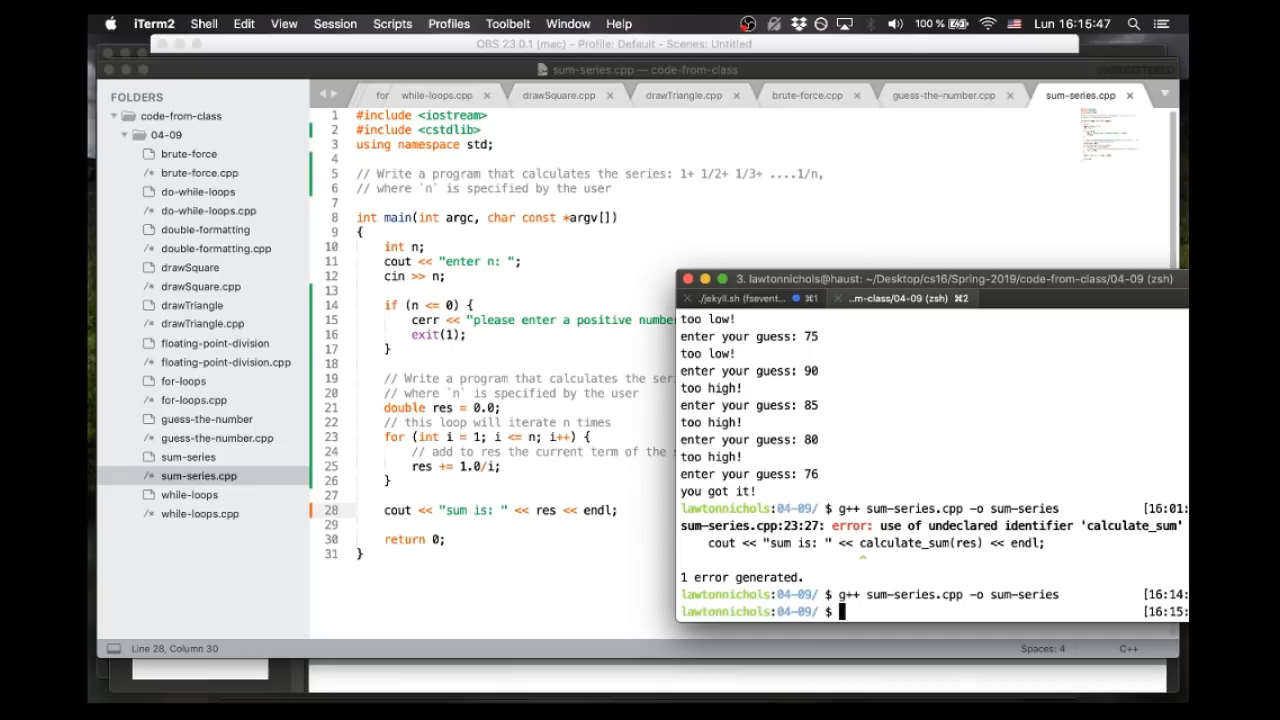 iTerm2 Shell Edit View Session Scripts Profiles Toolbelt Window Help 100 % Lun 16:15:47
OBS 23.0.1 (mac) – Profile: Default – Scenes: Untitled
sum-series.cpp — code-from-class UNREGISTERED
FOLDERS
code-from-class
04-09
brute-force
brute-force.cpp
do-while-loops
do-while-loops.cpp
double-formatting
double-formatting.cpp
drawSquare
drawSquare.cpp
drawTriangle
drawTriangle.cpp
floating-point-division
floating-point-division.cpp
for-loops
for-loops.cpp
guess-the-number
guess-the-number.cpp
sum-series
sum-series.cpp
while-loops
while-loops.cpp
for while-loops.cpp drawSquare.cpp drawTriangle.cpp brute-force.cpp guess-the-number.cpp sum-series.cpp
1 #include <iostream>
2 #include <cstdlib>
3 using namespace std;
4
5 // Write a program that calculates the series: 1+ 1/2+ 1/3+ ....1/n,
6 // where `n` is specified by the user
7
8 int main(int argc, char const *argv[])
9 {
10 int n;
11 cout << "enter n: ";
12 cin >> n;
13
14 if (n <= 0) {
15 cerr << "please enter a positive number
16 exit(1);
17 }
18
19 // Write a program that calculates the ser
20 // where `n` is specified by the user
21 double res = 0.0;
22 // this loop will iterate n times
23 for (int i = 1; i <= n; i++) {
24 // add to res the current term of the s
25 res += 1.0/i;
26 }
27
28 cout << "sum is: " << res << endl;
29
30 return 0;
31 }
3. lawtonnichols@haust: ~/Desktop/cs16/Spring-2019/code-from-class/04-09 (zsh)
./jekyll.sh (fsevent... ⌘1 ..m-class/04-09 (zsh) ⌘2
too low!
enter your guess: 75
too low!
enter your guess: 90
too high!
enter your guess: 85
too high!
enter your guess: 80
too high!
enter your guess: 76
you got it!
lawtonnichols:04-09/ $ g++ sum-series.cpp -o sum-series [16:01:
sum-series.cpp:23:27: error: use of undeclared identifier 'calculate_sum'
cout << "sum is: " << calculate_sum(res) << endl;
^
1 error generated.
lawtonnichols:04-09/ $ g++ sum-series.cpp -o sum-series [16:14:
lawtonnichols:04-09/ $ [16:15:
Line 28, Column 30 Spaces: 4 C++